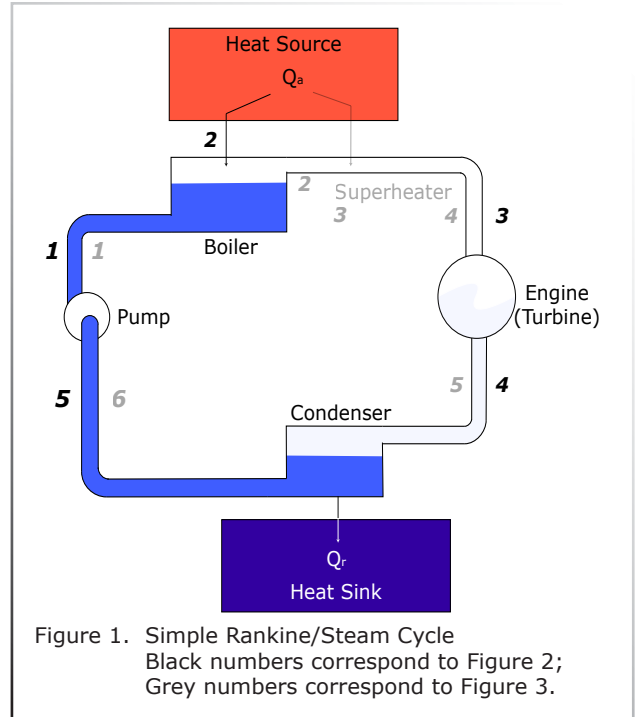 Heat Source
Qa
2
2
Superheater
3
4
3
1
1
Boiler
Pump
Engine
(Turbine)
5
6
5
4
Condenser
Qr
Heat Sink
Figure 1. Simple Rankine/Steam Cycle
Black numbers correspond to Figure 2;
Grey numbers correspond to Figure 3.